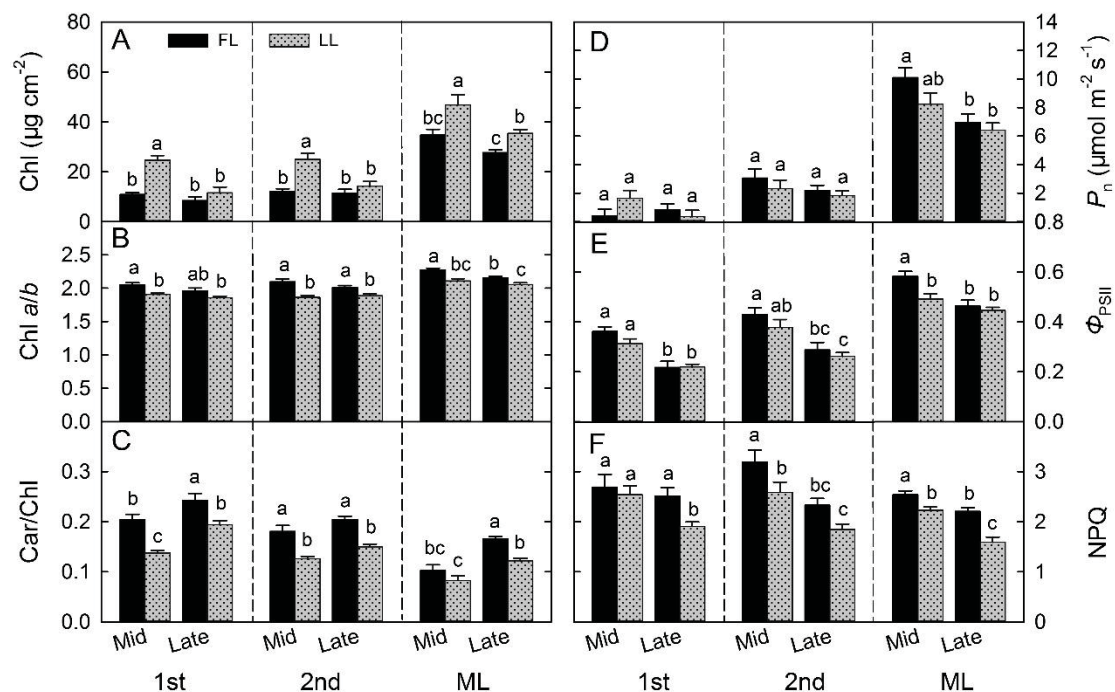 A FL LL
Chl (µg cm⁻²)
80
60
40
20
0
b a b b
b a b b
bc a c b
B
Chl a/b
2.5
2.0
1.5
1.0
0.5
0.0
a b ab b
a b a b
a bc b c
C
Car/Chl
0.3
0.2
0.1
0.0
b c a b
a b a b
bc c a b
Mid Late Mid Late Mid Late
1st 2nd ML
D
Pn (µmol m⁻² s⁻¹)
14
12
10
8
6
4
2
0.8
a a a a
a a a a
a ab b b
E
ΦPSII
0.6
0.4
0.2
0.0
a a b b
a ab bc c
a b b b
F
NPQ
3
2
1
0
a a a b
a b bc c
a b b c
Mid Late Mid Late Mid Late
1st 2nd ML